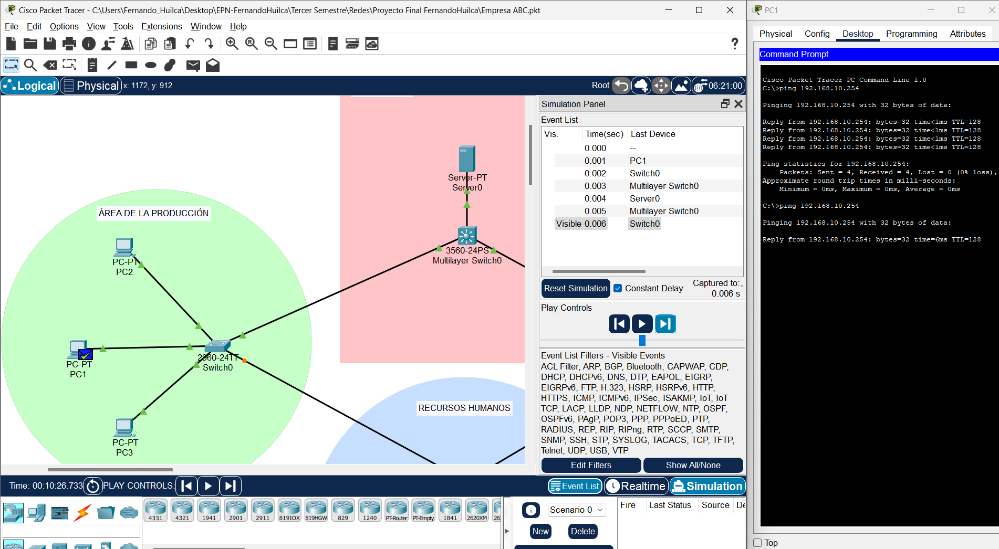 Cisco Packet Tracer - C:\Users\Fernando_Huilca\Desktop\EPN-FernandoHuilca\Tercer Semestre\Redes\Proyecto Final FernandoHuilca\Empresa ABC.pkt
File Edit Options View Tools Extensions Window Help
?
Logical Physical x: 1172, y: 912
Root 06:21:00
Server-PT
Server0
ÁREA DE LA PRODUCCIÓN
PC-PT
PC2
3560-24PS
Multilayer Switch0
PC-PT
PC1
2960-24TT
Switch0
RECURSOS HUMANOS
PC-PT
PC3
Simulation Panel
Event List
Vis. Time(sec) Last Device
0.000 --
0.001 PC1
0.002 Switch0
0.003 Multilayer Switch0
0.004 Server0
0.005 Multilayer Switch0
Visible 0.006 Switch0
Reset Simulation Constant Delay Captured to:*
0.006 s
Play Controls
Event List Filters - Visible Events
ACL Filter, ARP, BGP, Bluetooth, CAPWAP, CDP,
DHCP, DHCPv6, DNS, DTP, EAPOL, EIGRP,
EIGRPv6, FTP, H.323, HSRP, HSRPv6, HTTP,
HTTPS, ICMP, ICMPv6, IPSec, ISAKMP, IoT, IoT
TCP, LACP, LLDP, NDP, NETFLOW, NTP, OSPF,
OSPFv6, PAgP, POP3, PPP, PPPoED, PTP,
RADIUS, REP, RIP, RIPng, RTP, SCCP, SMTP,
SNMP, SSH, STP, SYSLOG, TACACS, TCP, TFTP,
Telnet, UDP, USB, VTP
Edit Filters Show All/None
Time: 00:10:26.733 PLAY CONTROLS:
Event List Realtime Simulation
4331 4321 1941 2901 2911 819IOX 819HGW 829 1240 PT-Router PT-Empty 1841 2620XM 26
Scenario 0
New Delete
Fire Last Status Source De
PC1
Physical Config Desktop Programming Attributes
Command Prompt
Cisco Packet Tracer PC Command Line 1.0
C:\>ping 192.168.10.254
Pinging 192.168.10.254 with 32 bytes of data:
Reply from 192.168.10.254: bytes=32 time<1ms TTL=128
Reply from 192.168.10.254: bytes=32 time<1ms TTL=128
Reply from 192.168.10.254: bytes=32 time<1ms TTL=128
Reply from 192.168.10.254: bytes=32 time<1ms TTL=128
Ping statistics for 192.168.10.254:
Packets: Sent = 4, Received = 4, Lost = 0 (0% loss),
Approximate round trip times in milli-seconds:
Minimum = 0ms, Maximum = 0ms, Average = 0ms
C:\>ping 192.168.10.254
Pinging 192.168.10.254 with 32 bytes of data:
Reply from 192.168.10.254: bytes=32 time=6ms TTL=128
Top